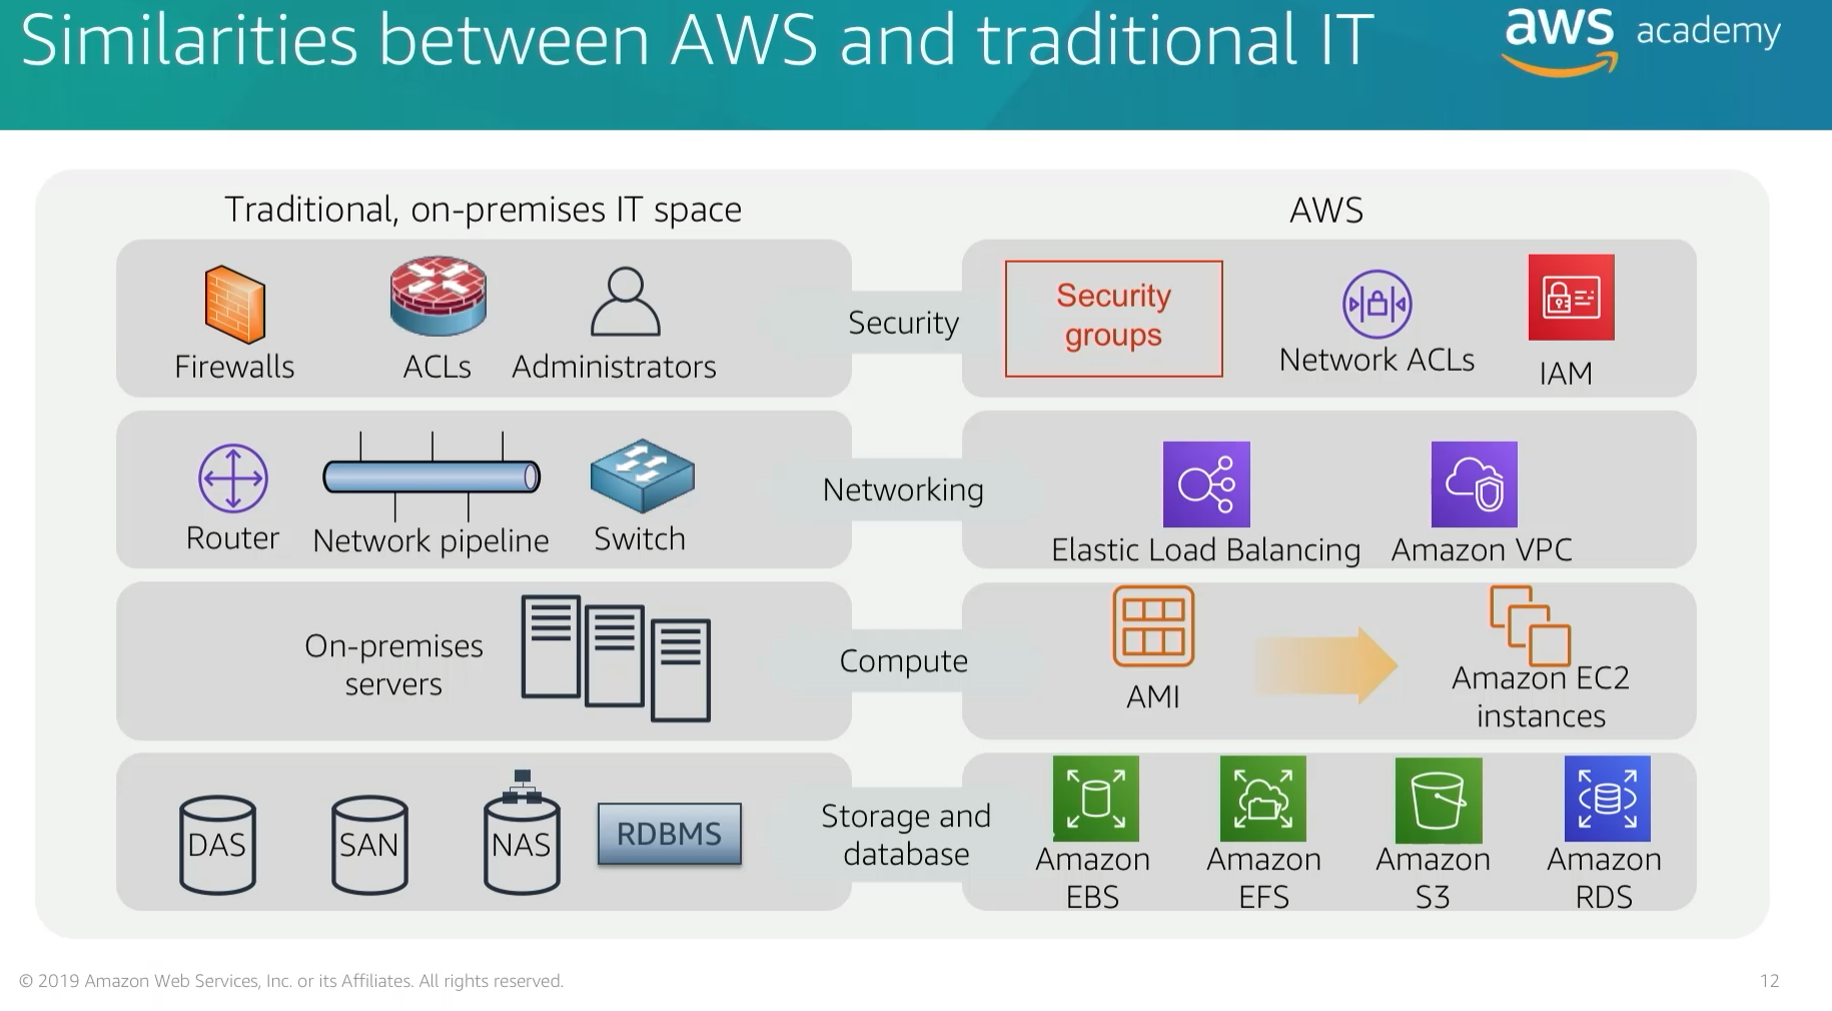 Similarities between AWS and traditional IT
aws academy
Traditional, on-premises IT space
AWS
Firewalls
ACLs
Administrators
Security
Security
groups
Network ACLs
IAM
Router
Network pipeline
Switch
Networking
Elastic Load Balancing
Amazon VPC
On-premises
servers
Compute
AMI
Amazon EC2
instances
DAS
SAN
NAS
RDBMS
Storage and
database
Amazon
EBS
Amazon
EFS
Amazon
S3
Amazon
RDS
© 2019 Amazon Web Services, Inc. or its Affiliates. All rights reserved.
12